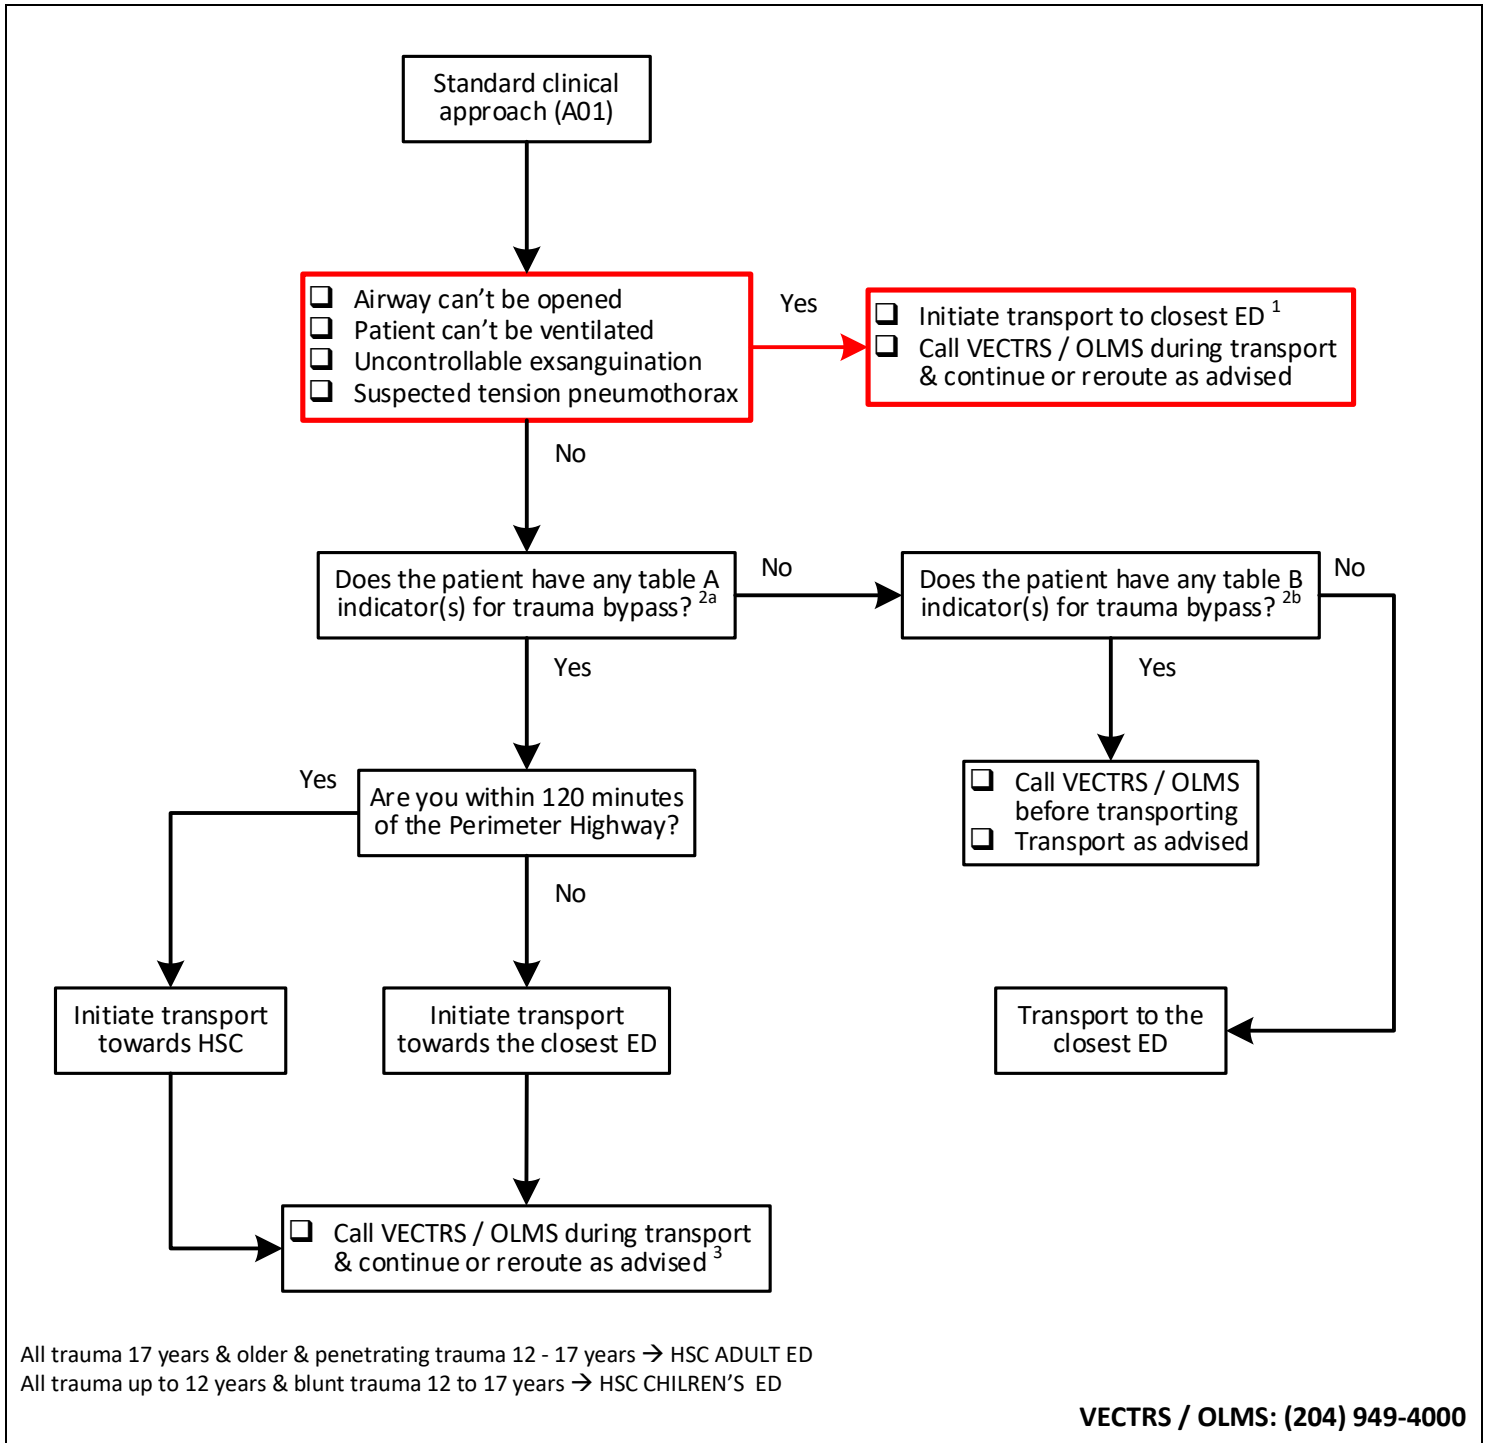 Standard clinical
approach (A01)
❑ Airway can’t be opened
❑ Patient can’t be ventilated
❑ Uncontrollable exsanguination
❑ Suspected tension pneumothorax
Yes
❑ Initiate transport to closest ED 1
❑ Call VECTRS / OLMS during transport
& continue or reroute as advised
No
Does the patient have any table A
indicator(s) for trauma bypass? 2a
No
Does the patient have any table B
indicator(s) for trauma bypass? 2b
No
Yes
Yes
Yes
Are you within 120 minutes
of the Perimeter Highway?
❑ Call VECTRS / OLMS
before transporting
❑ Transport as advised
No
Initiate transport
towards HSC
Initiate transport
towards the closest ED
Transport to the
closest ED
❑ Call VECTRS / OLMS during transport
& continue or reroute as advised 3
All trauma 17 years & older & penetrating trauma 12 - 17 years → HSC ADULT ED
All trauma up to 12 years & blunt trauma 12 to 17 years → HSC CHILREN’S ED
VECTRS / OLMS: (204) 949-4000